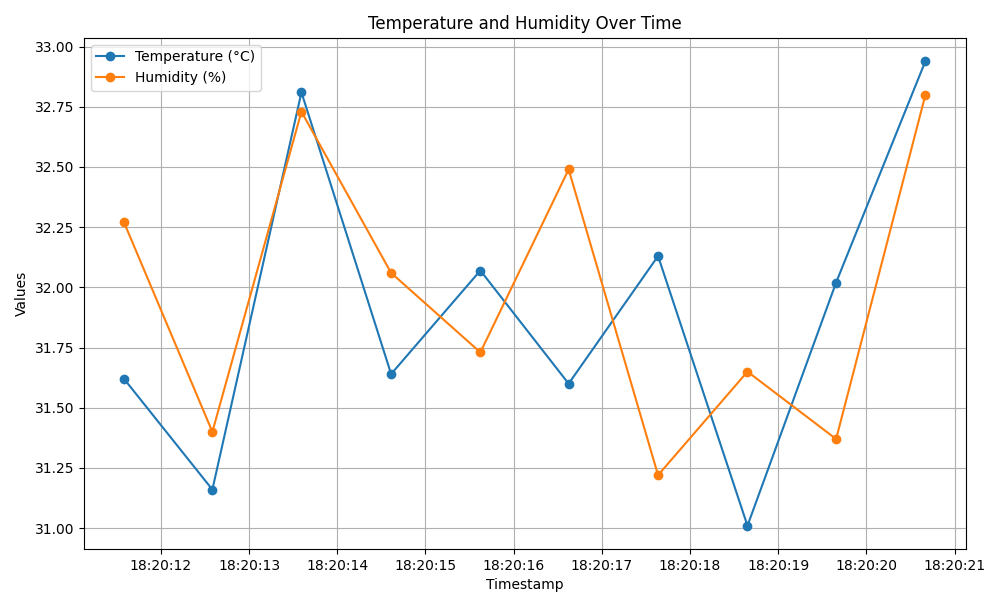 Temperature and Humidity Over Time
Temperature (°C)
Humidity (%)
33.00
32.75
32.50
32.25
32.00
31.75
31.50
31.25
31.00
Values
18:20:12 18:20:13 18:20:14 18:20:15 18:20:16 18:20:17 18:20:18 18:20:19 18:20:20 18:20:21
Timestamp